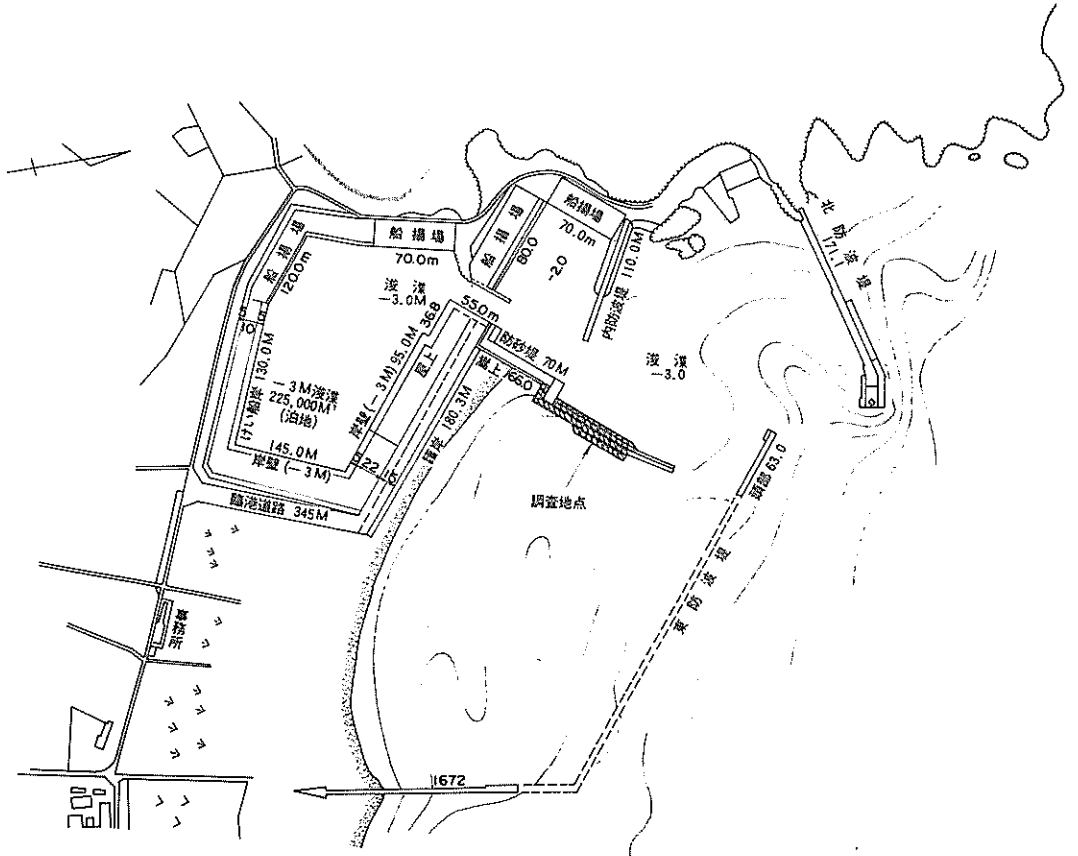 北防波堤
171.1
船揚場
70.0m
船揚場
80.0
-2.0
内防波堤 110.0M
船揚場
70.0m
船揚場
120.0m
浚渫
-3.0M
55.0m
36.8
防砂堤 70M
浚渫
-3.0
岸壁(-3M) 95.0M
嵩上 166.0
護岸 180.3M
5
10
けい船岸 130.0M
-3M浚渫
225,000M³
(泊地)
145.0M
岸壁(-3M)
5
22
15
臨港道路 345M
調査地点
頭部 63.0
東防波堤
事務所
1672